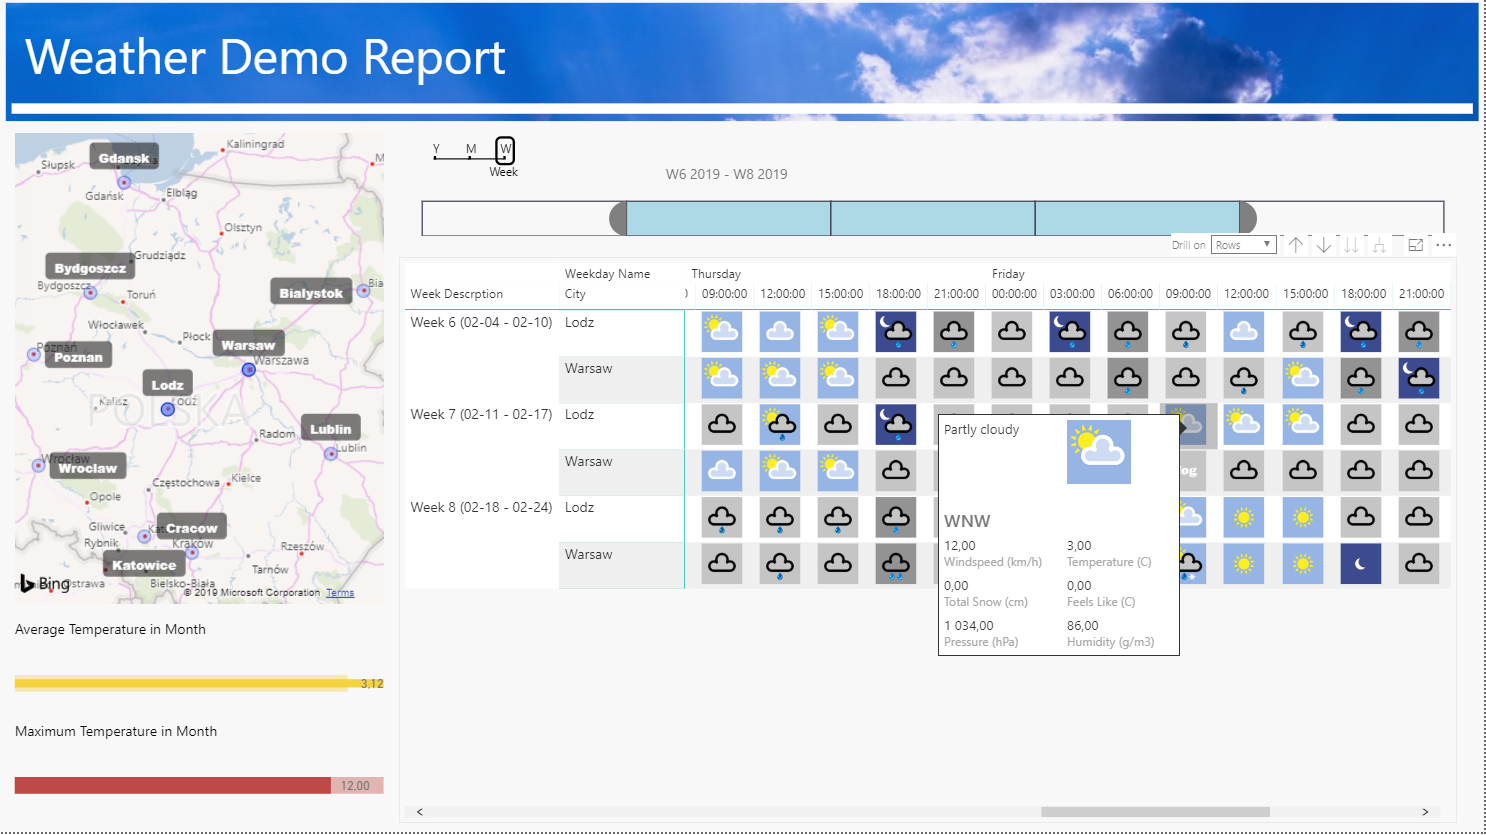 Weather Demo Report
Kaliningrad
Słupsk
Gdansk
Gdańsk
Elbląg
Olsztyn
Grudziądz
Bydgoszcz
Bydgoszcz
Toruń
Bialystok
Bia
Włocławek
Płock
Warsaw
Warszawa
Poznań
Poznan
Lodz
Kalisz
Łódź
POLSKA
Lublin
Lublin
Radom
Wrocław
Wroclaw
Częstochowa
Kielce
Opole
Gliwice
Kat
Cracow
Kraków
Rybnik
Rzeszów
Katowice
Tarnów
Bing
Ostrawa
Bielsko-Biała
© 2019 Microsoft Corporation Terms
Average Temperature in Month
3,12
Maximum Temperature in Month
12,00
Y M W
Week
W6 2019 - W8 2019
Drill on Rows
Weekday Name Thursday Friday
Week Descrption City ) 09:00:00 12:00:00 15:00:00 18:00:00 21:00:00 00:00:00 03:00:00 06:00:00 09:00:00 12:00:00 15:00:00 18:00:00 21:00:00
Week 6 (02-04 - 02-10) Lodz
Warsaw
Week 7 (02-11 - 02-17) Lodz
Warsaw
og
Week 8 (02-18 - 02-24) Lodz
Warsaw
Partly cloudy
WNW
12,00 3,00
Windspeed (km/h) Temperature (C)
0,00 0,00
Total Snow (cm) Feels Like (C)
1 034,00 86,00
Pressure (hPa) Humidity (g/m3)